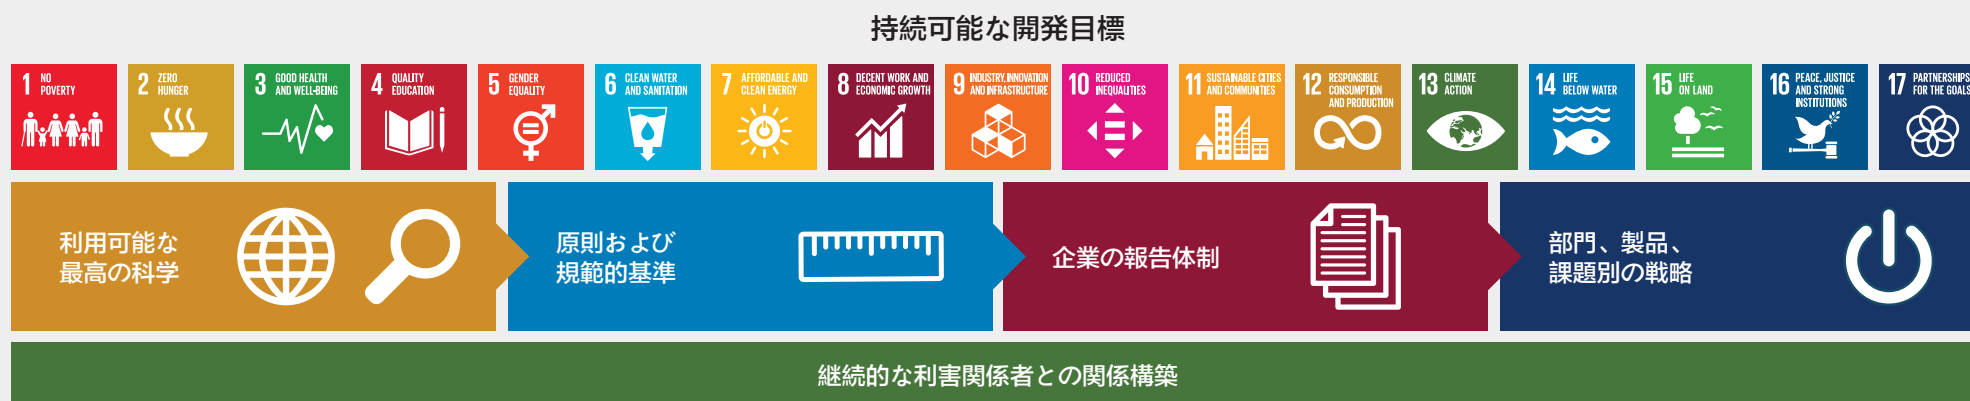 持続可能な開発目標
1 NO
POVERTY
2 ZERO
HUNGER
3 GOOD HEALTH
AND WELL-BEING
4 QUALITY
EDUCATION
5 GENDER
EQUALITY
6 CLEAN WATER
AND SANITATION
7 AFFORDABLE AND
CLEAN ENERGY
8 DECENT WORK AND
ECONOMIC GROWTH
9 INDUSTRY, INNOVATION
AND INFRASTRUCTURE
10 REDUCED
INEQUALITIES
11 SUSTAINABLE CITIES
AND COMMUNITIES
12 RESPONSIBLE
CONSUMPTION
AND PRODUCTION
13 CLIMATE
ACTION
14 LIFE
BELOW WATER
15 LIFE
ON LAND
16 PEACE, JUSTICE
AND STRONG
INSTITUTIONS
17 PARTNERSHIPS
FOR THE GOALS
利用可能な
最高の科学
原則および
規範的基準
企業の報告体制
部門、製品、
課題別の戦略
継続的な利害関係者との関係構築